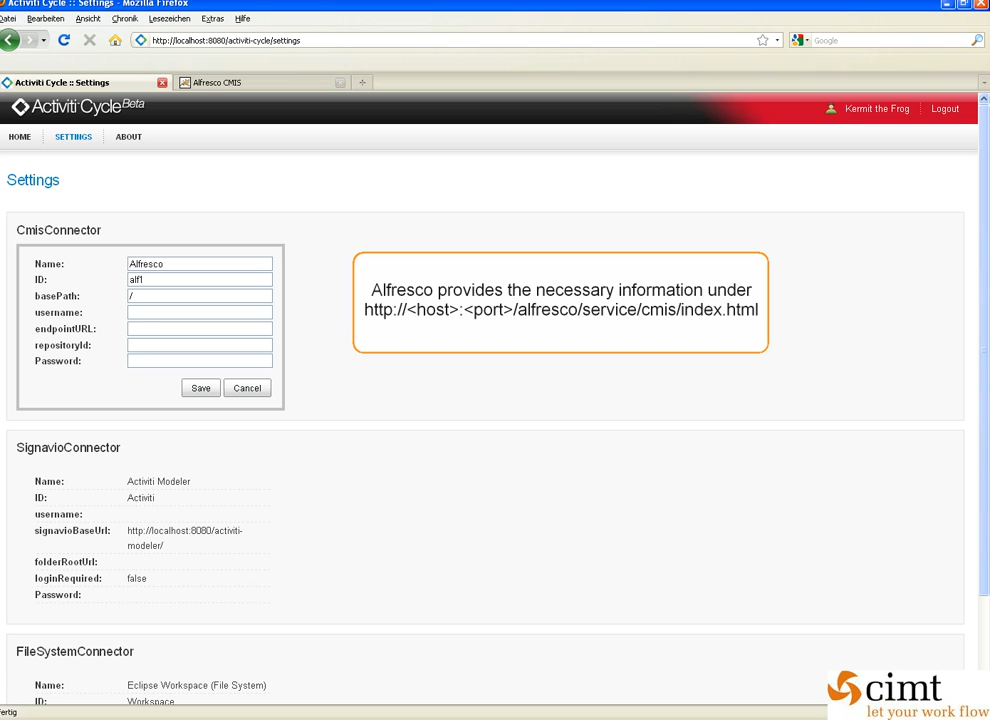 Activiti Cycle :: Settings - Mozilla Firefox
Datei Bearbeiten Ansicht Chronik Lesezeichen Extras Hilfe
http://localhost:8080/activiti-cycle/settings
Google
Activiti Cycle :: Settings
Alfresco CMIS
Activiti Cycle Beta
Kermit the Frog
Logout
HOME SETTINGS ABOUT
Settings
CmisConnector
Name: Alfresco
ID: alf1
basePath: /
username:
endpointURL:
repositoryId:
Password:
Save Cancel
Alfresco provides the necessary information under
http://<host>:<port>/alfresco/service/cmis/index.html
SignavioConnector
Name: Activiti Modeler
ID: Activiti
username:
signavioBaseUrl: http://localhost:8080/activiti-
modeler/
folderRootUrl:
loginRequired: false
Password:
FileSystemConnector
Name: Eclipse Workspace (File System)
ID: Workspace
Fertig
cimt
let your work flow